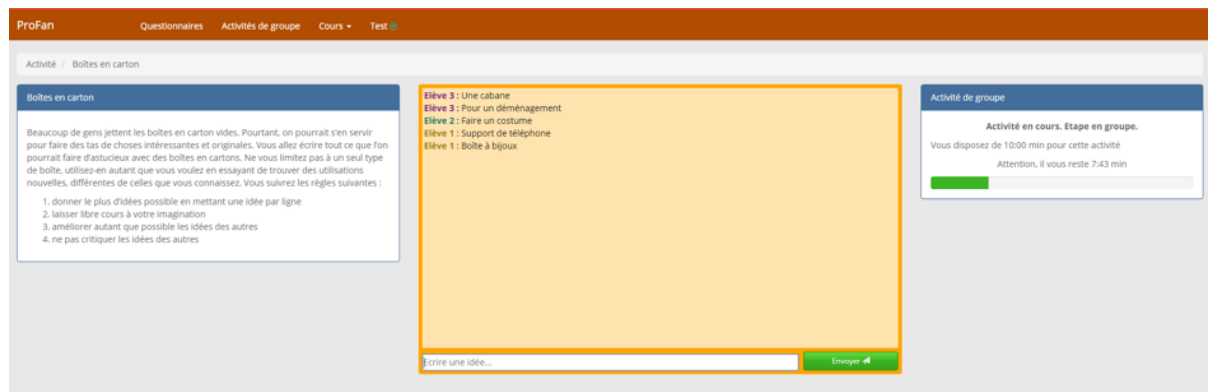 ProFan
Questionnaires Activités de groupe Cours Test
Activité / Boîtes en carton
Boîtes en carton
Beaucoup de gens jettent les boîtes en carton vides. Pourtant, on pourrait s'en servir
pour faire des tas de choses intéressantes et originales. Vous allez écrire tout ce que l'on
pourrait faire d'astucieux avec des boîtes en cartons. Ne vous limitez pas à un seul type
de boîte, utilisez-en autant que vous voulez en essayant de trouver des utilisations
nouvelles, différentes de celles que vous connaissez. Vous suivrez les règles suivantes :
1. donner le plus d'idées possible en mettant une idée par ligne
2. laisser libre cours à votre imagination
3. améliorer autant que possible les idées des autres
4. ne pas critiquer les idées des autres
Elève 3 : Une cabane
Elève 3 : Pour un déménagement
Elève 2 : Faire un costume
Elève 1 : Support de téléphone
Elève 1 : Boîte à bijoux
Ecrire une idée...
Envoyer
Activité de groupe
Activité en cours. Etape en groupe.
Vous disposez de 10:00 min pour cette activité
Attention, il vous reste 7:43 min